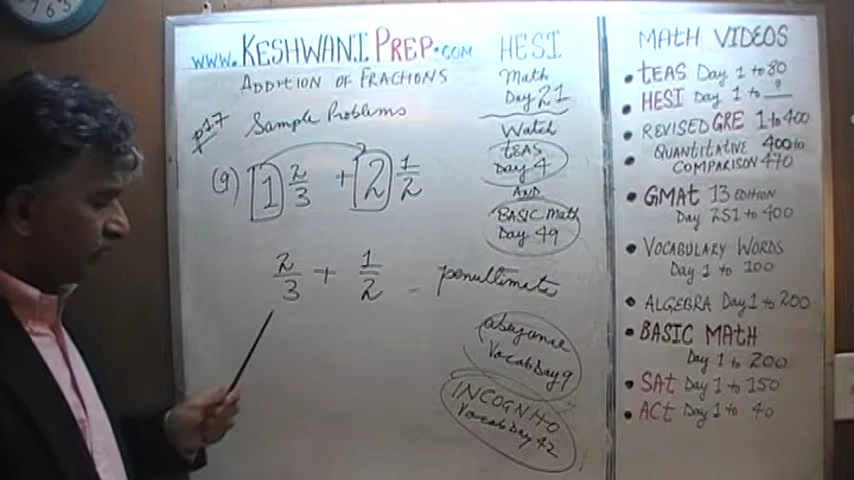 www.KESHWANIPREP.COM
ADDITION OF FRACTIONS
p17
Sample Problems
(9) 1 2/3 + 2 1/2
2/3 + 1/2
penultimate
HESI
Math
Day 21
Watch
TEAS
Day 4
AND
BASIC Math
Day 49
abeyance
Vocab Day 9
INCOGNITO
Vocab Day 42
MATH VIDEOS
• TEAS Day 1 to 80
• HESI Day 1 to ?
• REVISED GRE 1 to 400
• QUANTITATIVE 400 to
COMPARISON 470
• GMAT 13 EDITION
Day 251 to 400
• VOCABULARY WORDS
Day 1 to 100
• ALGEBRA Day 1 to 200
• BASIC MATH
Day 1 to 200
• SAT Day 1 to 150
• ACT Day 1 to 40